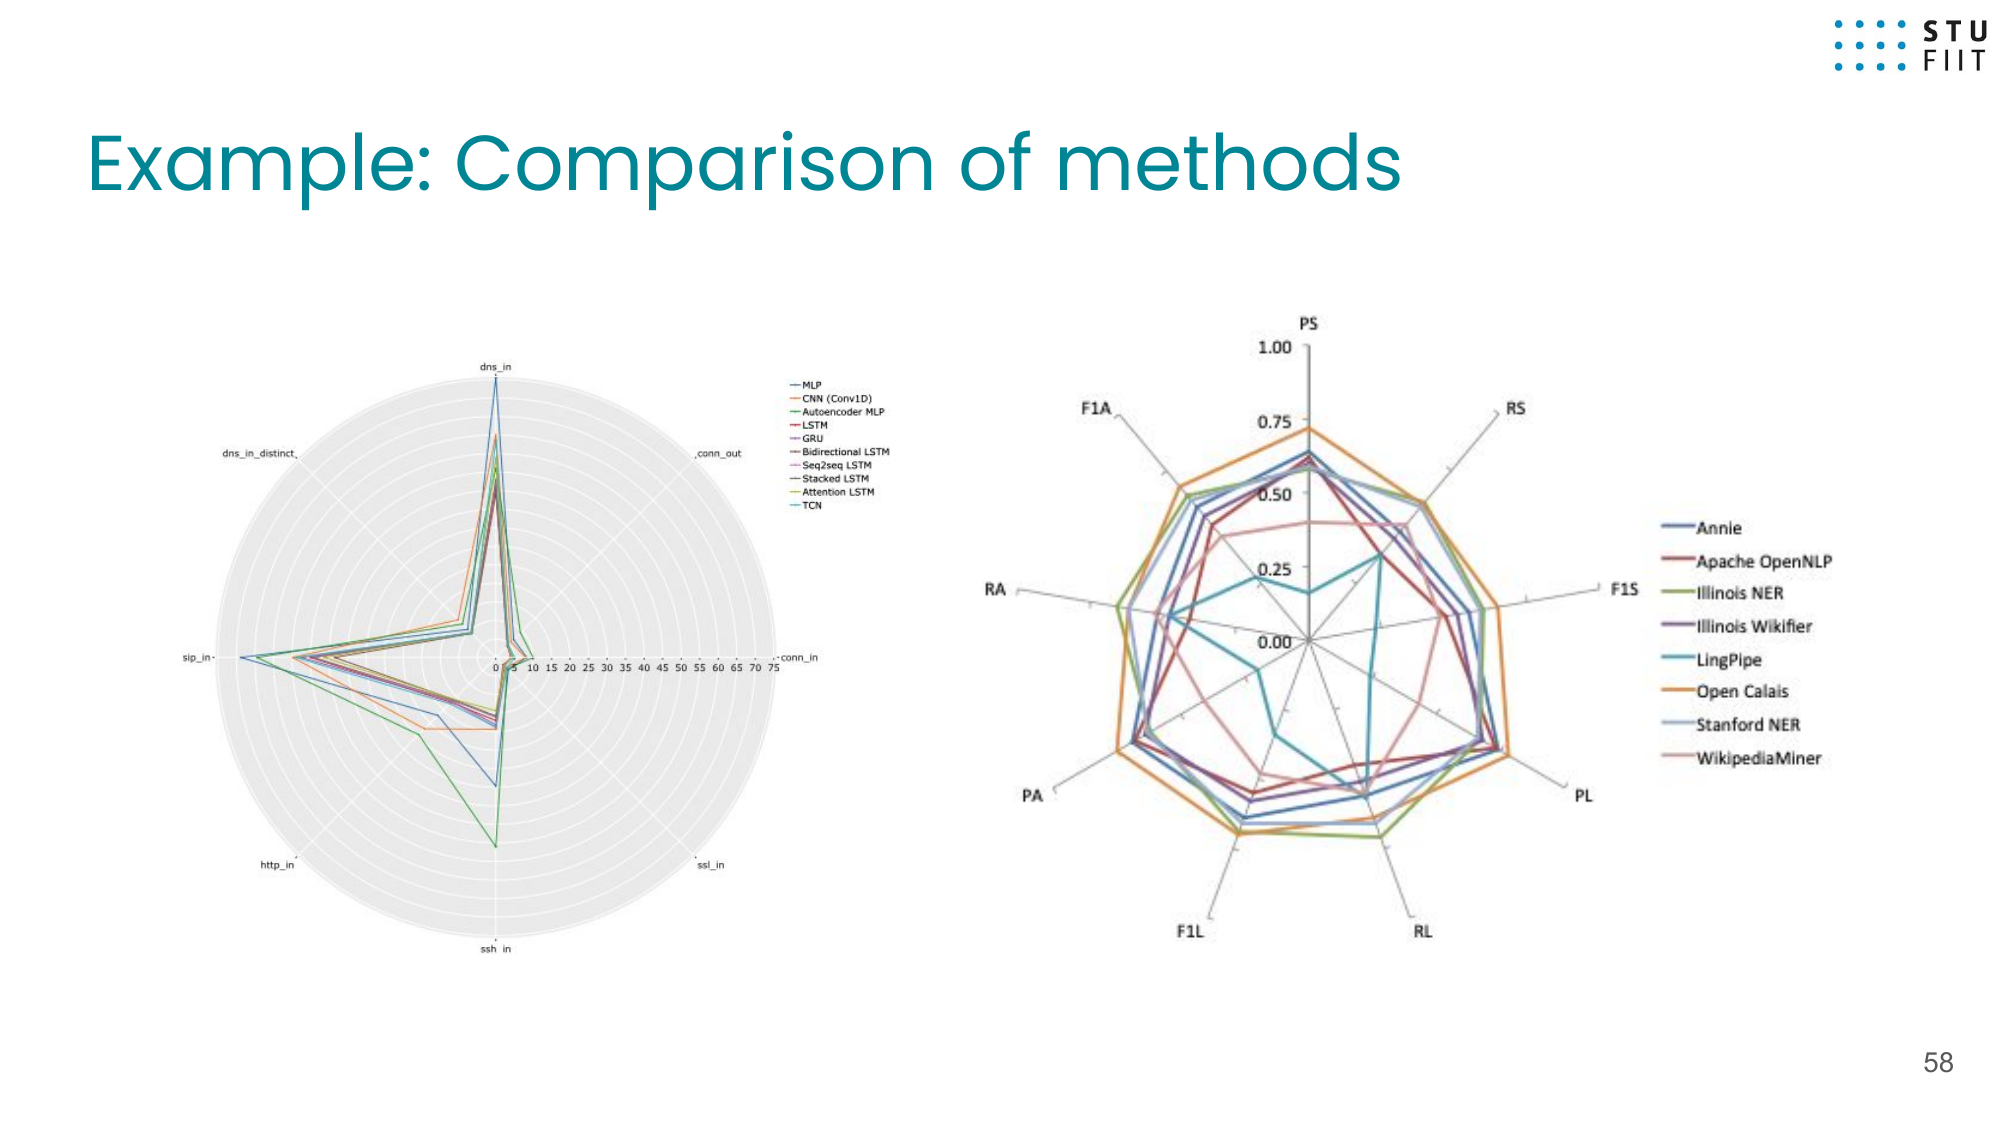 STU
FIIT
Example: Comparison of methods
dns_in
conn_out
conn_in
ssl_in
ssh_in
http_in
sip_in
dns_in_distinct
0 5 10 15 20 25 30 35 40 45 50 55 60 65 70 75
MLP
CNN (Conv1D)
Autoencoder MLP
LSTM
GRU
Bidirectional LSTM
Seq2seq LSTM
Stacked LSTM
Attention LSTM
TCN
PS
RS
F1S
PL
RL
F1L
PA
RA
F1A
1.00
0.75
0.50
0.25
0.00
Annie
Apache OpenNLP
Illinois NER
Illinois Wikifier
LingPipe
Open Calais
Stanford NER
WikipediaMiner
58